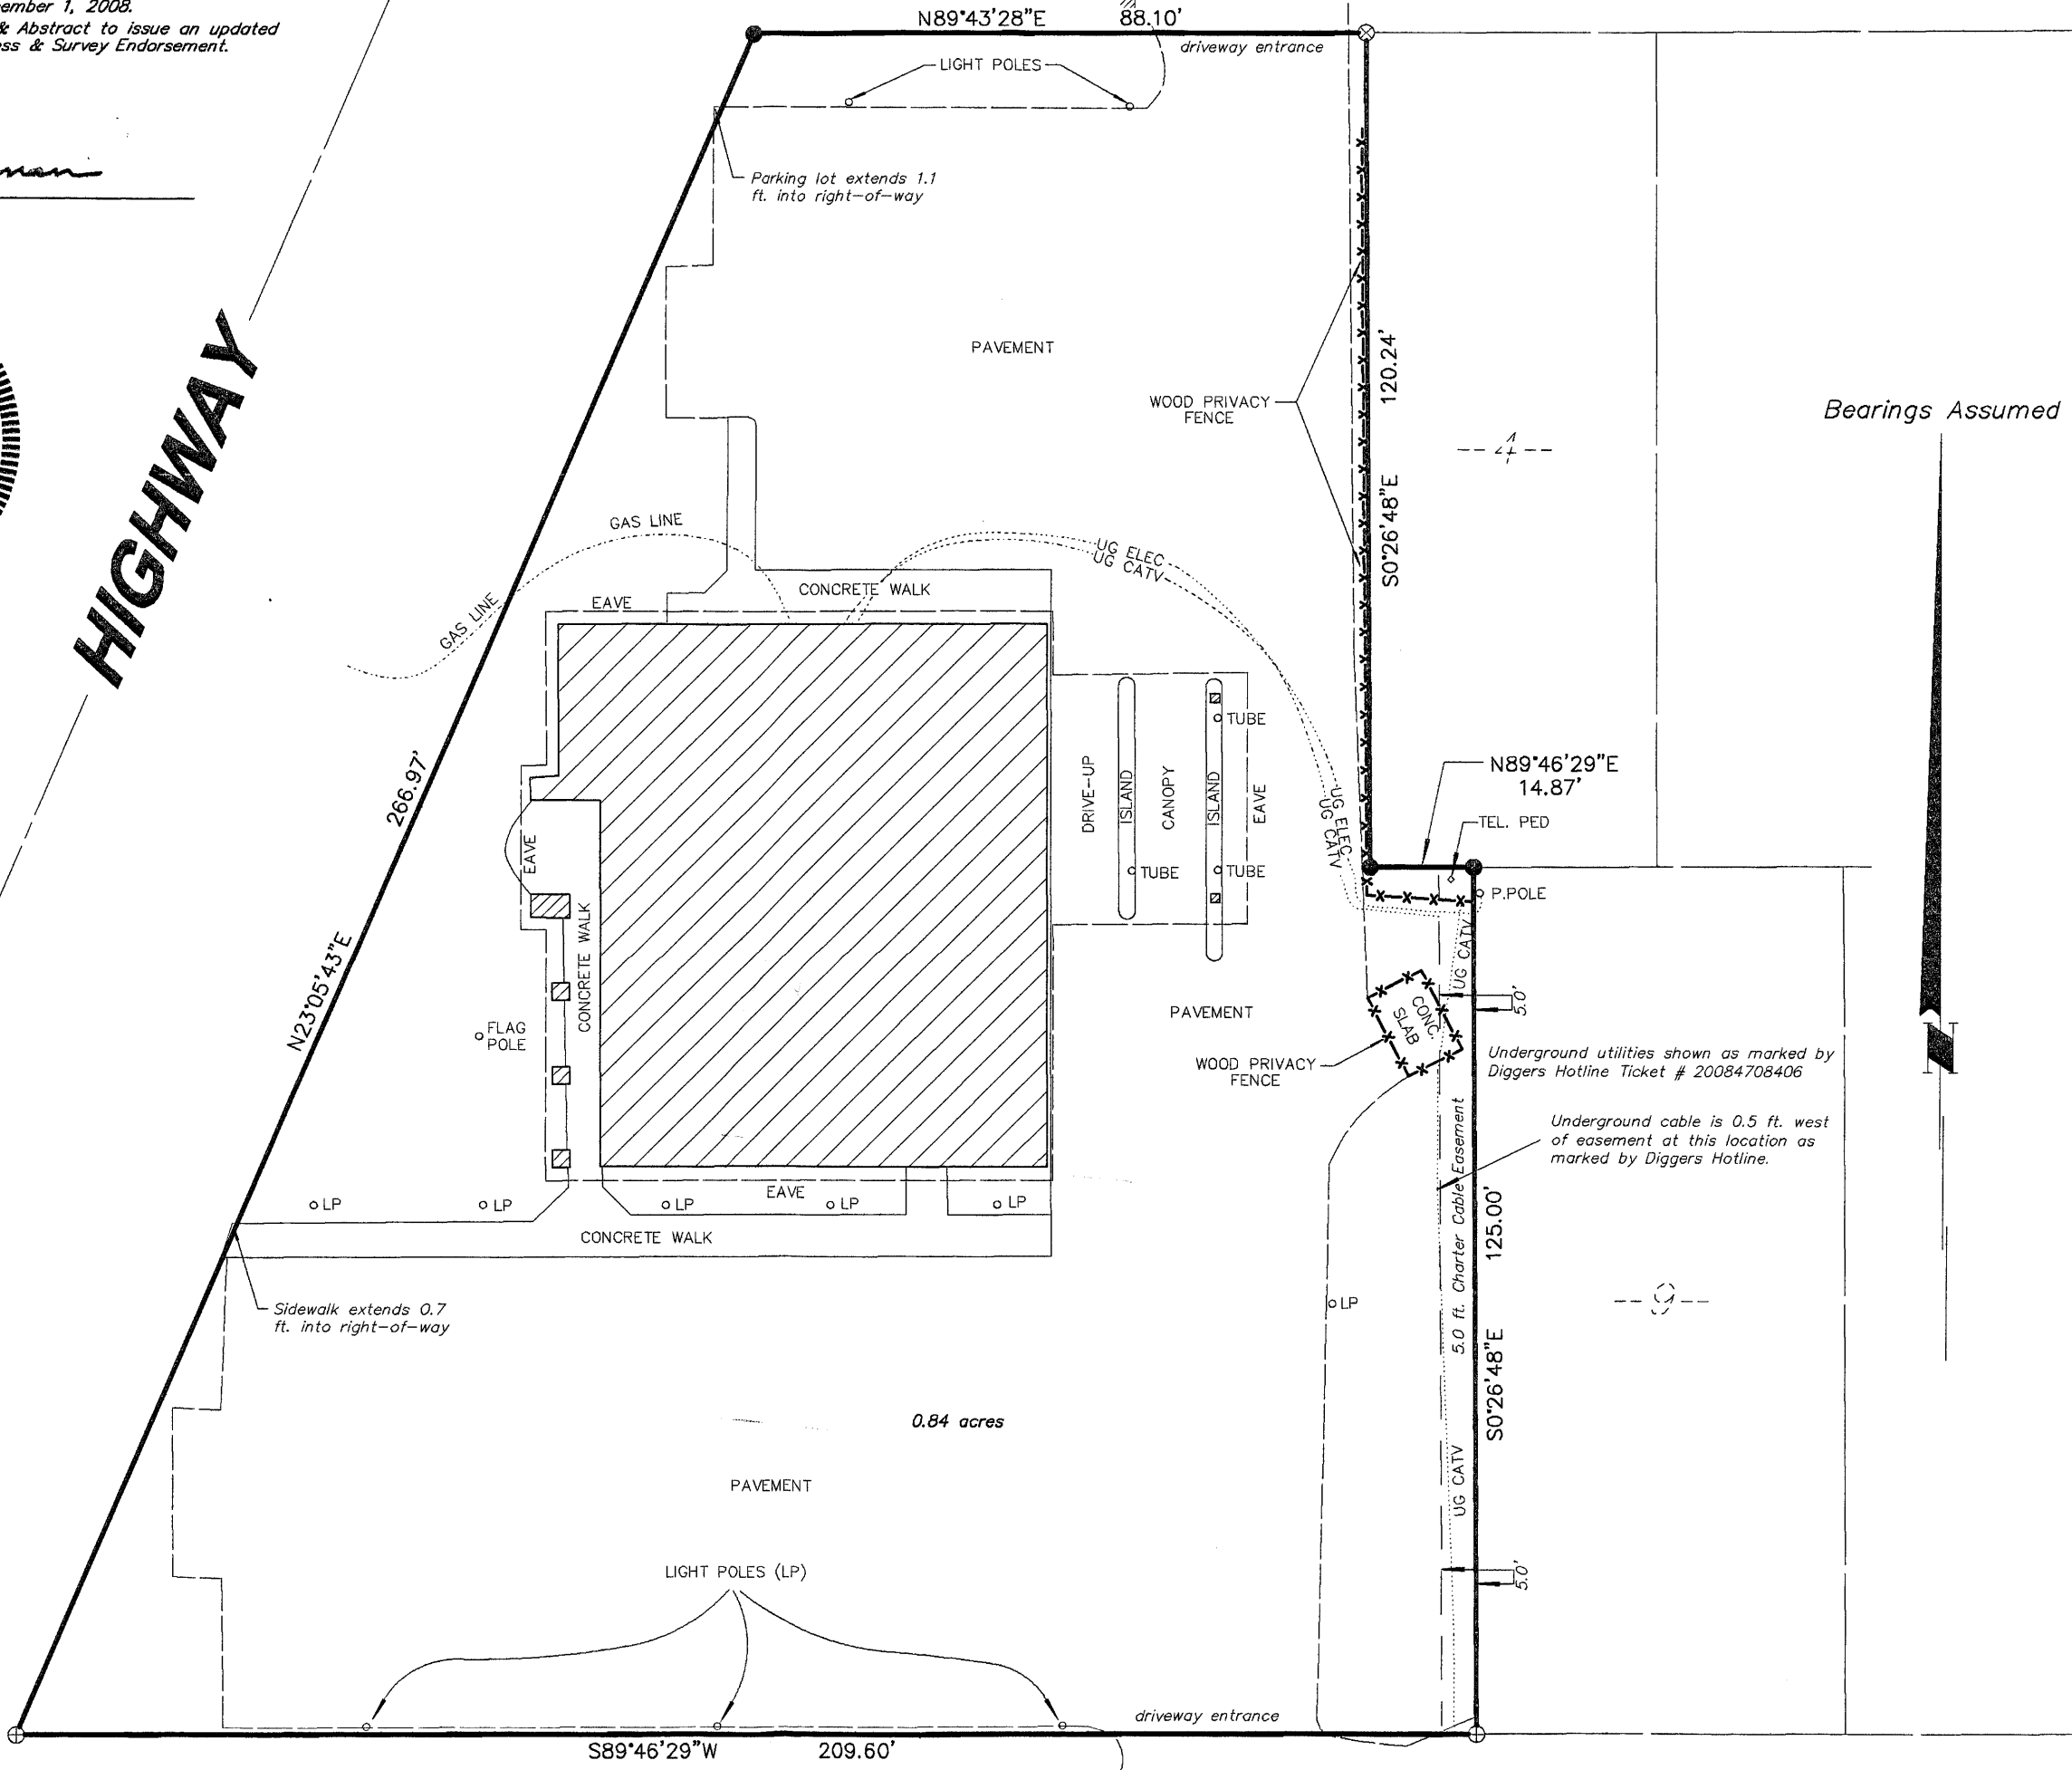 1, 2008.
& Abstract to issue an updated
& Survey Endorsement.
N89°43'28"E 88.10'
driveway entrance
LIGHT POLES
Parking lot extends 1.1
ft. into right-of-way
HIGHWAY
PAVEMENT
WOOD PRIVACY
FENCE
120.24'
S0°26'48"E
--4--
Bearings Assumed
GAS LINE
GAS LINE
UG ELEC
UG CATV
CONCRETE WALK
EAVE
266.97'
N23°05'43"E
DRIVE-UP
ISLAND
CANOPY
ISLAND
EAVE
TUBE
TUBE
TUBE
UG ELEC
UG CATV
N89°46'29"E
14.87'
TEL. PED
P.POLE
EAVE
CONCRETE WALK
FLAG
POLE
UG CATV
5.0'
PAVEMENT
CONC.
SLAB
WOOD PRIVACY
FENCE
N
Underground utilities shown as marked by
Diggers Hotline Ticket # 20084708406
Underground cable is 0.5 ft. west
of easement at this location as
marked by Diggers Hotline.
5.0 ft. Charter Cable Easement
125.00'
S0°26'48"E
EAVE
LP
LP
LP
LP
LP
CONCRETE WALK
Sidewalk extends 0.7
ft. into right-of-way
LP
--9--
0.84 acres
UG CATV
PAVEMENT
5.0'
LIGHT POLES (LP)
driveway entrance
S89°46'29"W 209.60'